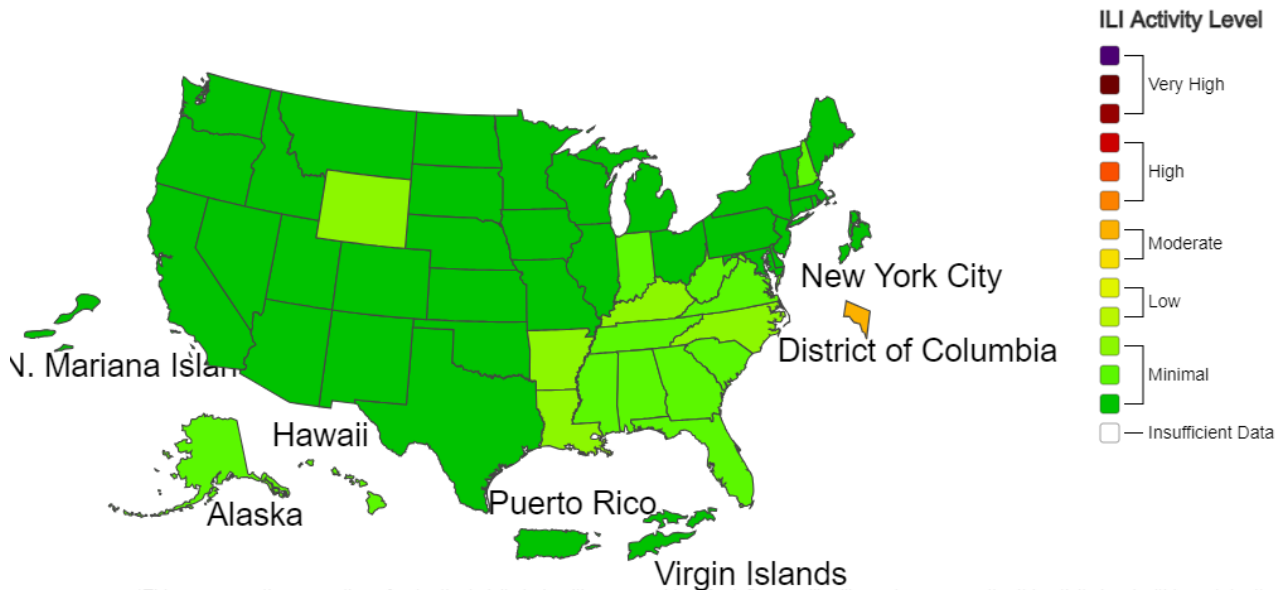 ILI Activity Level
Very High
High
Moderate
Low
Minimal
Insufficient Data
New York City
District of Columbia
N. Mariana Islan
Hawaii
Alaska
Puerto Rico
Virgin Islands